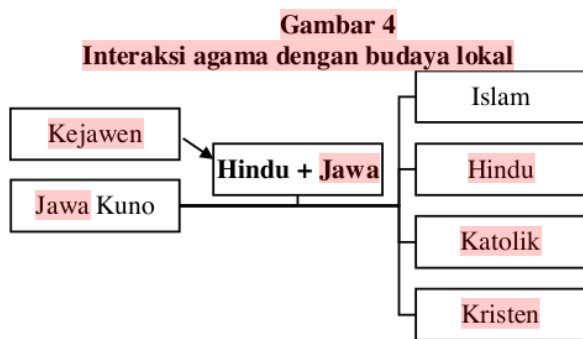 Gambar 4
Interaksi agama dengan budaya lokal
Kejawen
Jawa Kuno
Hindu + Jawa
Islam
Hindu
Katolik
Kristen